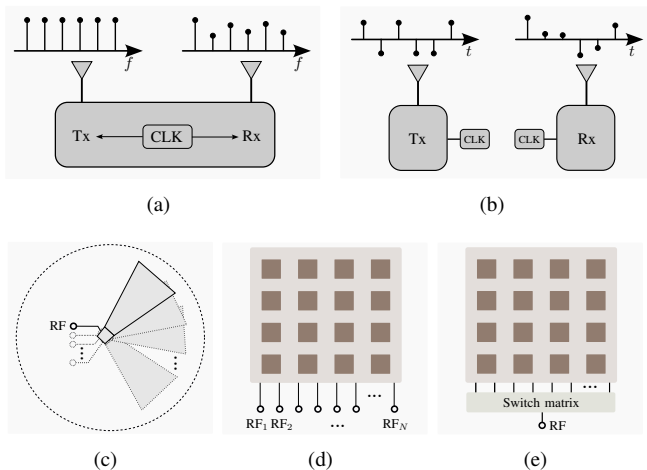 f f
Tx CLK Rx
(a)
t t
Tx CLK CLK Rx
(b)
RF
(c)
RF1 RF2 ... RFN
(d)
Switch matrix
RF
(e)